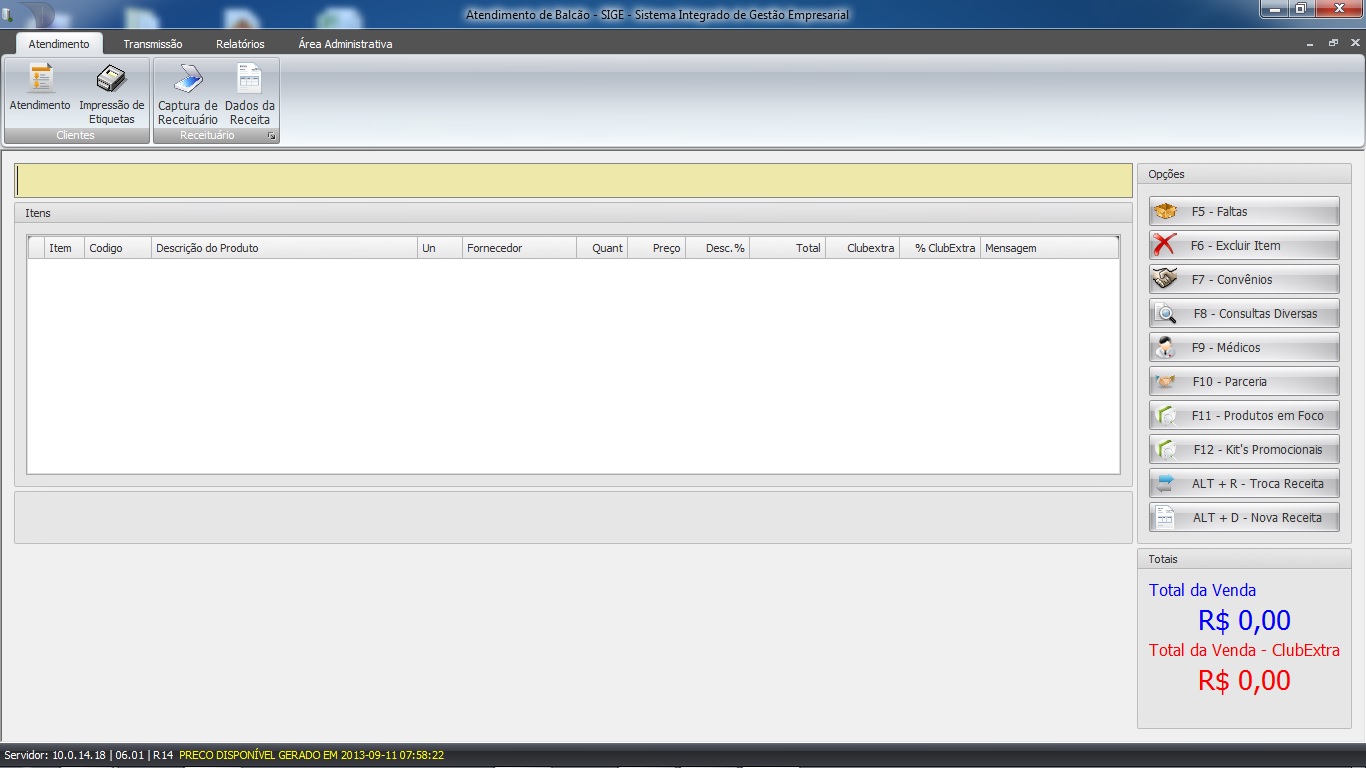 Atendimento de Balcão - SIGE - Sistema Integrado de Gestão Empresarial
Atendimento Transmissão Relatórios Área Administrativa
Atendimento
Impressão de
Etiquetas
Clientes
Captura de
Receituário
Dados da
Receita
Receituário
Itens
Item Codigo Descrição do Produto Un Fornecedor Quant Preço Desc.% Total Clubextra % ClubExtra Mensagem
Opções
F5 - Faltas
F6 - Excluir Item
F7 - Convênios
F8 - Consultas Diversas
F9 - Médicos
F10 - Parceria
F11 - Produtos em Foco
F12 - Kit's Promocionais
ALT + R - Troca Receita
ALT + D - Nova Receita
Totais
Total da Venda
R$ 0,00
Total da Venda - ClubExtra
R$ 0,00
Servidor: 10.0.14.18 | 06.01 | R14 PRECO DISPONÍVEL GERADO EM 2013-09-11 07:58:22